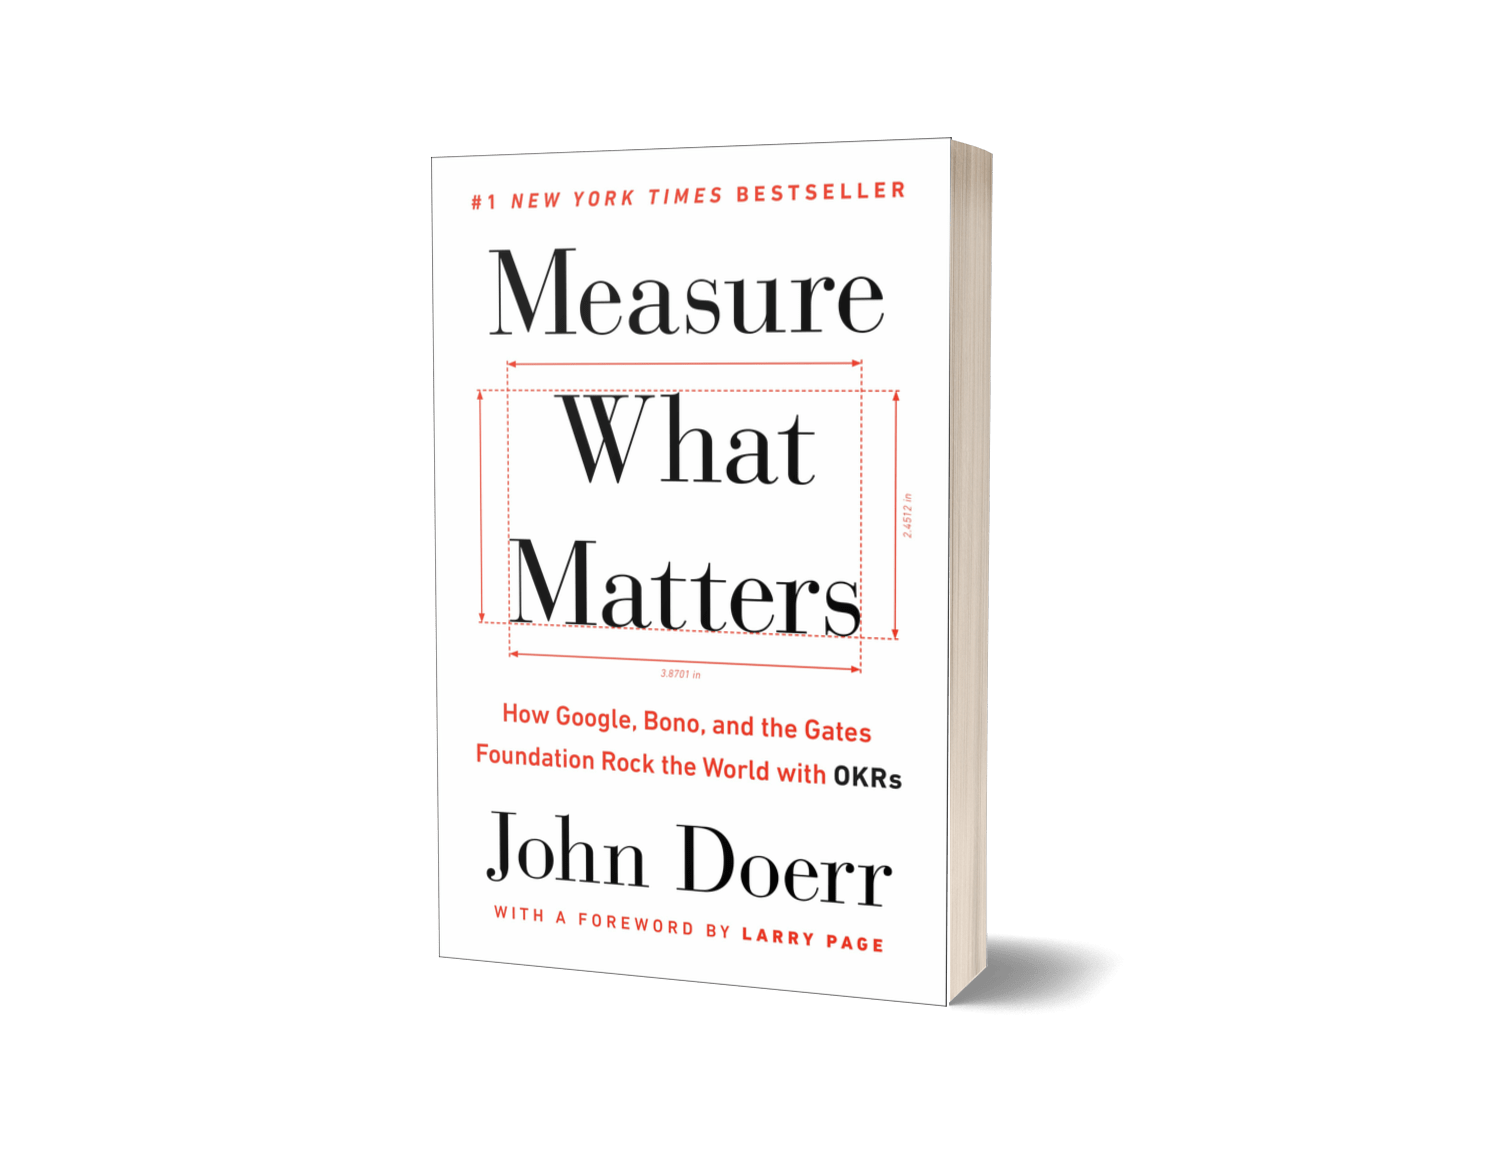 #1 NEW YORK TIMES BESTSELLER
Measure
What
Matters
2.4512 in
3.8701 in
How Google, Bono, and the Gates
Foundation Rock the World with OKRs
John Doerr
WITH A FOREWORD BY LARRY PAGE